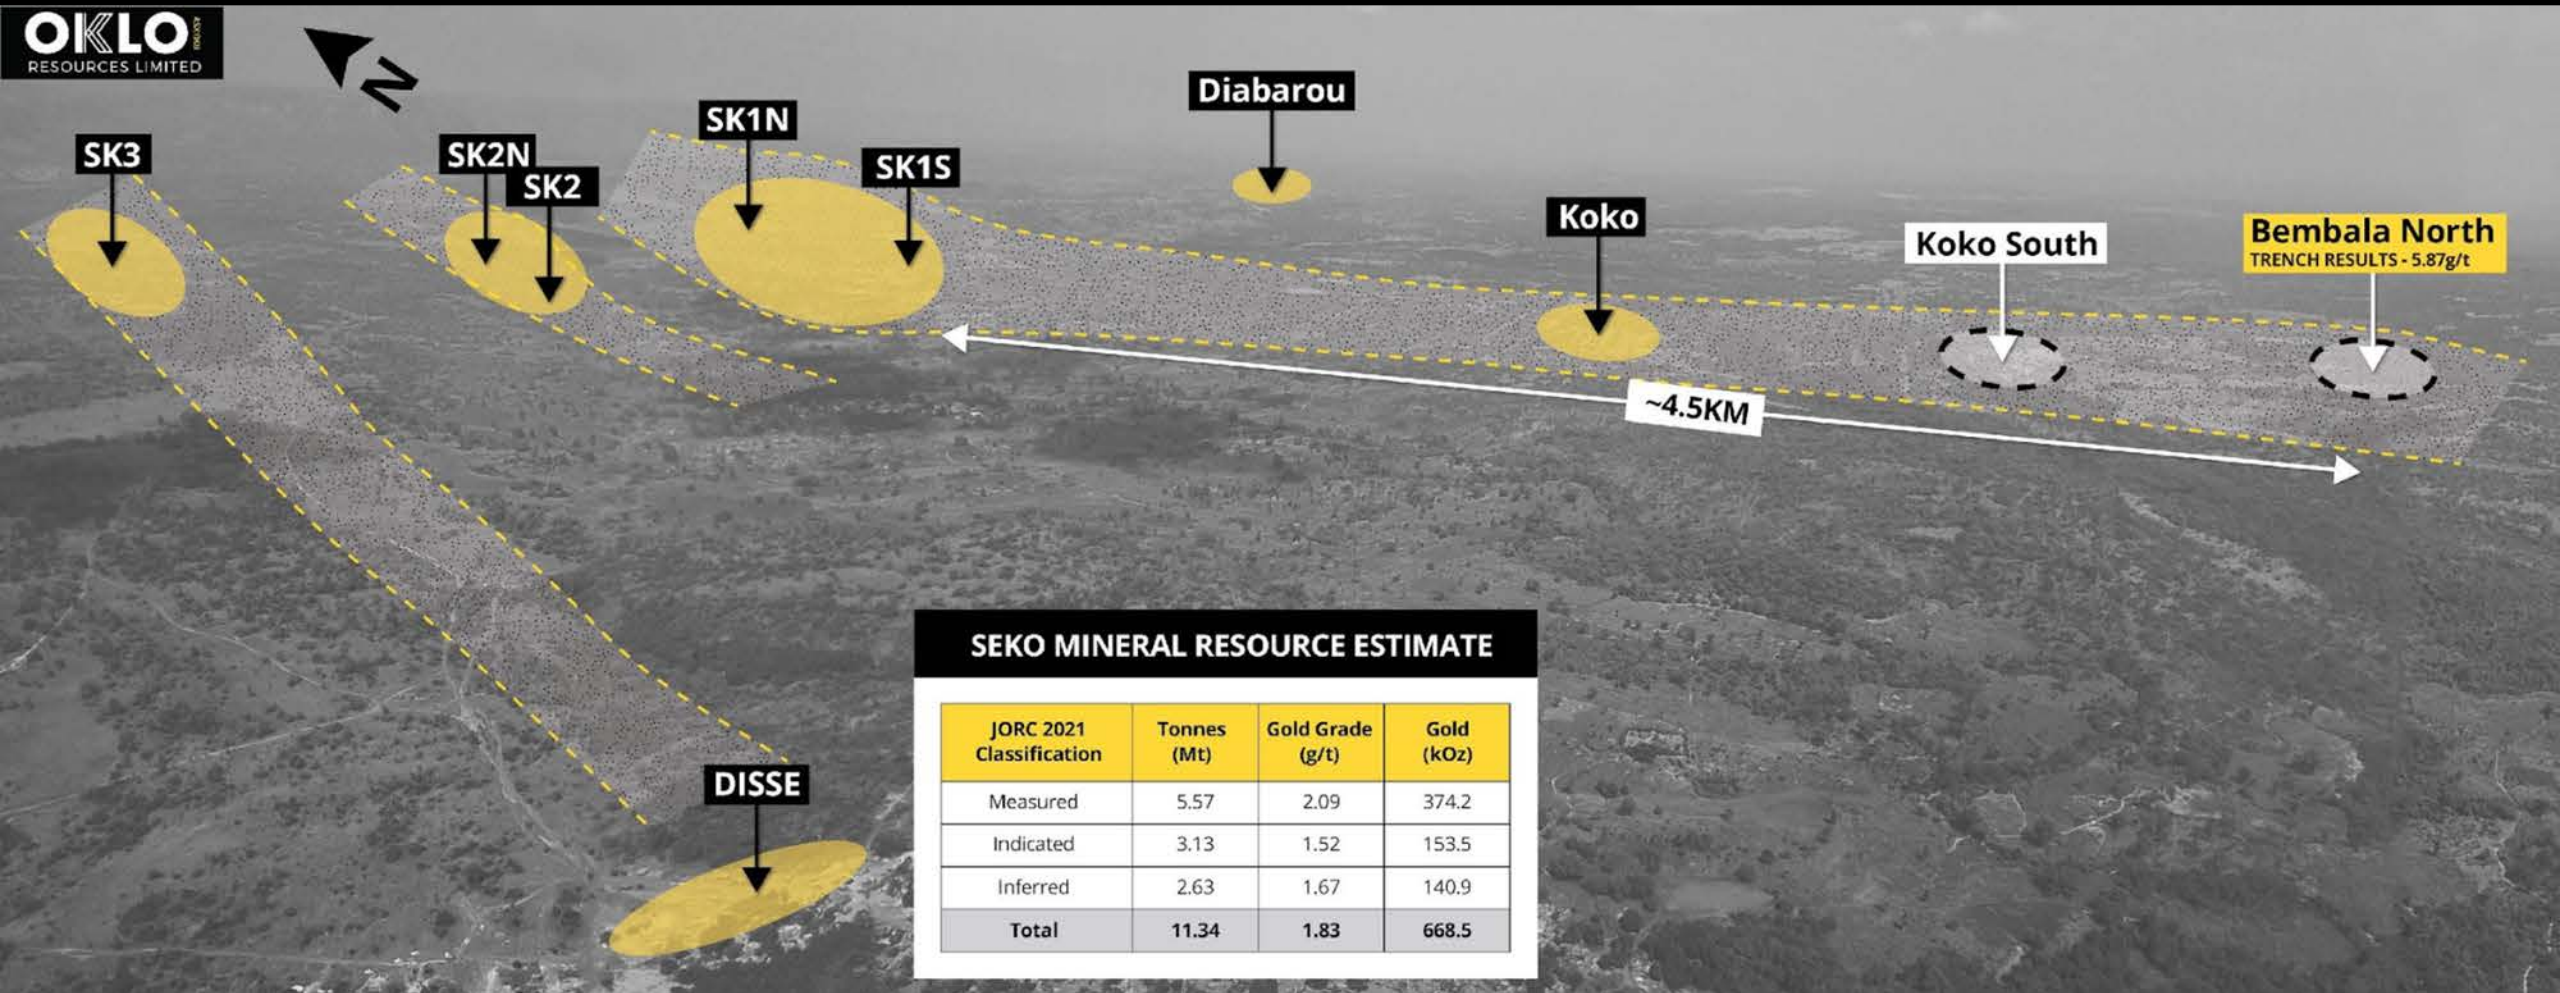 OKLO
RESOURCES LIMITED
N
SK3
SK2N
SK2
SK1N
SK1S
Diabarou
Koko
Koko South
Bembala North
TRENCH RESULTS - 5.87g/t
~4.5KM
DISSE
SEKO MINERAL RESOURCE ESTIMATE
JORC 2021 Classification Tonnes (Mt) Gold Grade (g/t) Gold (kOz)
Measured 5.57 2.09 374.2
Indicated 3.13 1.52 153.5
Inferred 2.63 1.67 140.9
Total 11.34 1.83 668.5